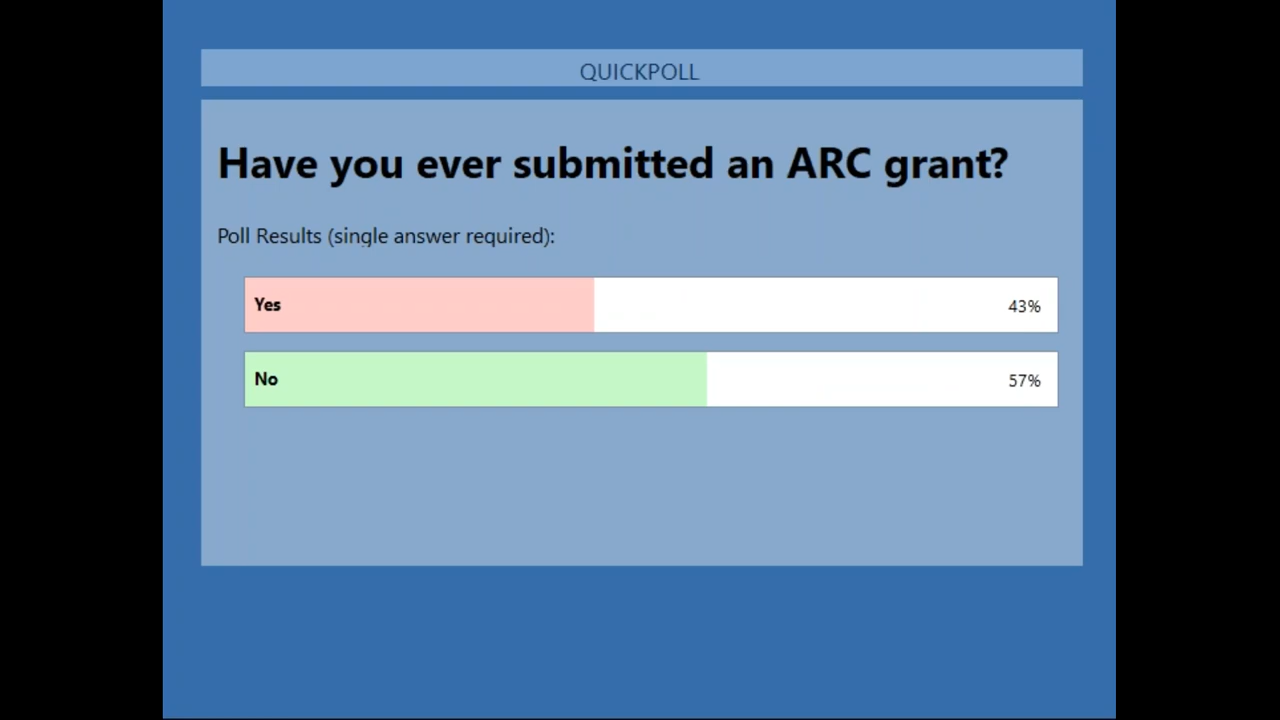 QUICKPOLL
Have you ever submitted an ARC grant?
Poll Results (single answer required):
Yes 43%
No 57%